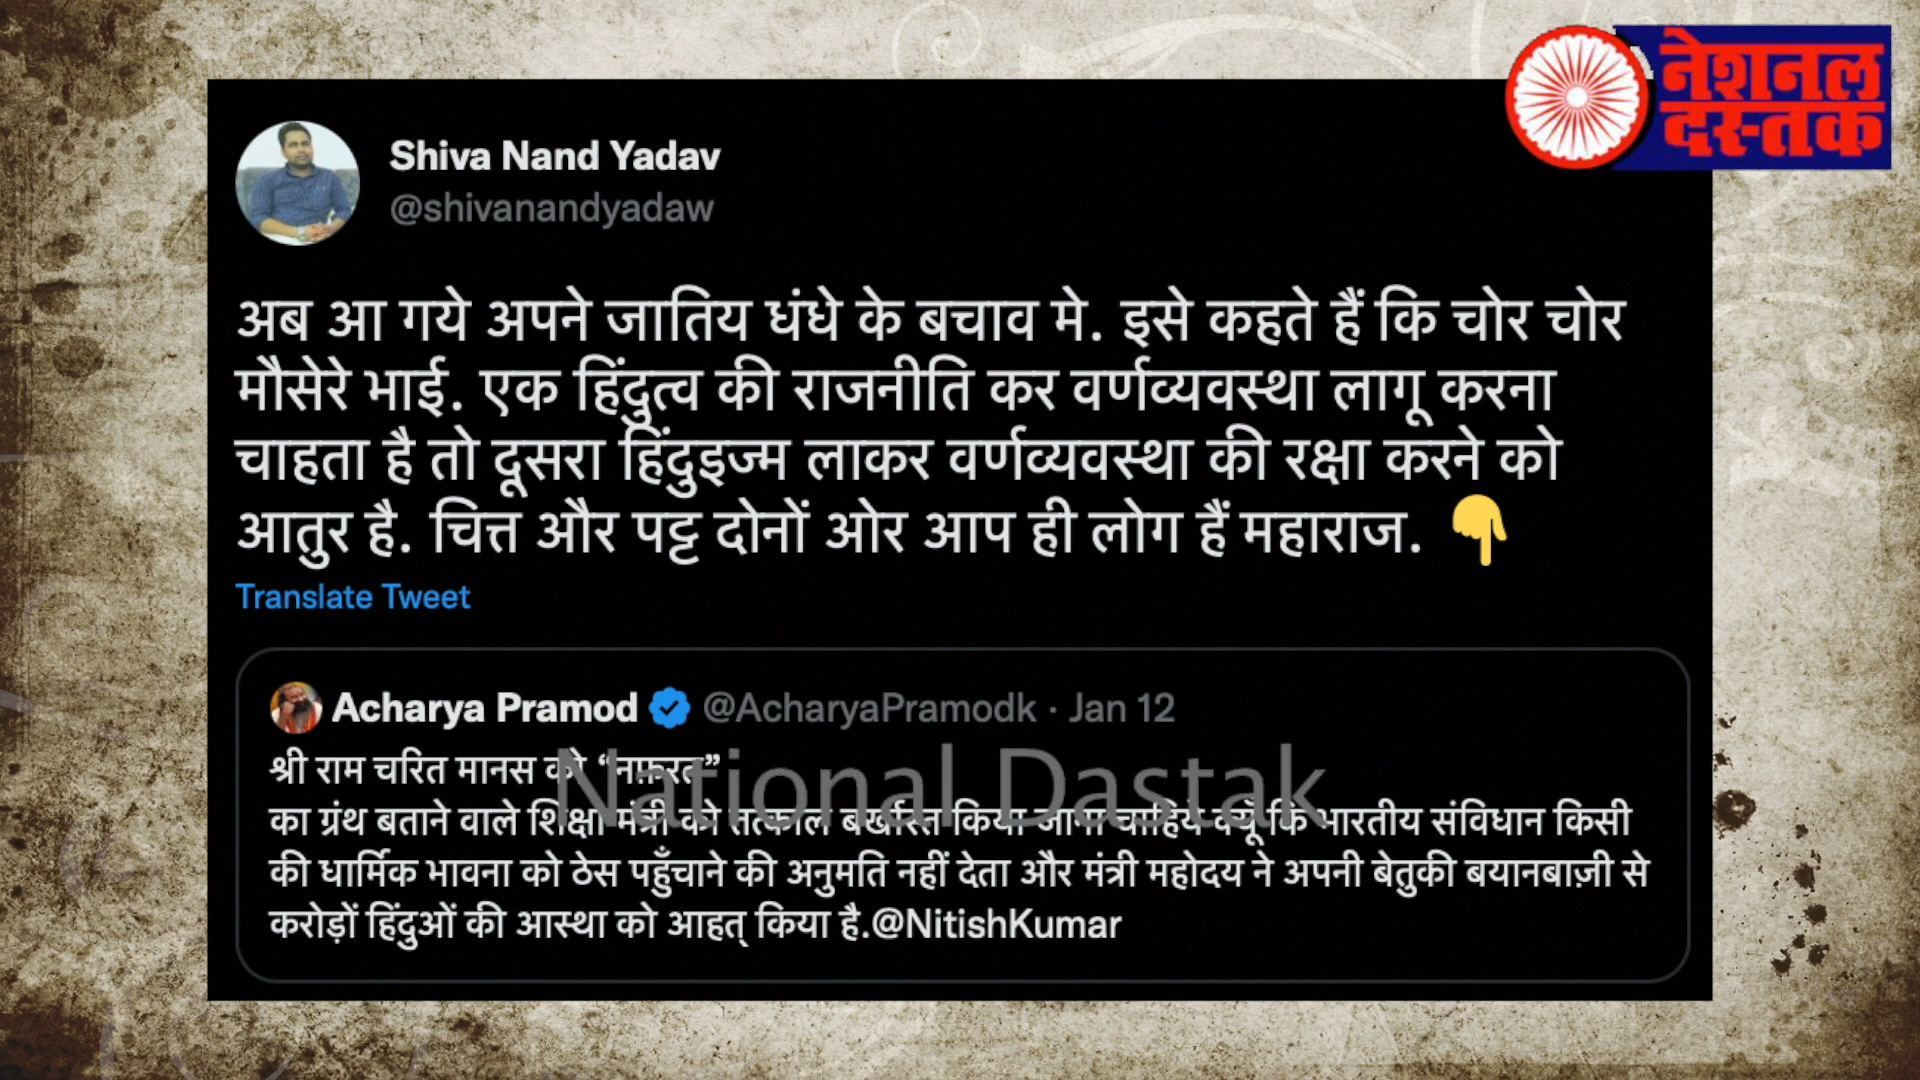 नेशनल
दस्तक
Shiva Nand Yadav
@shivanandyadaw
अब आ गये अपने जातिय धंधे के बचाव मे. इसे कहते हैं कि चोर चोर
मौसेरे भाई. एक हिंदुत्व की राजनीति कर वर्णव्यवस्था लागू करना
चाहता है तो दूसरा हिंदुइज्म लाकर वर्णव्यवस्था की रक्षा करने को
आतुर है. चित्त और पट्ट दोनों ओर आप ही लोग हैं महाराज. 👇
Translate Tweet
Acharya Pramod @AcharyaPramodk · Jan 12
श्री राम चरित मानस को “नफ़रत”
का ग्रंथ बताने वाले शिक्षा मंत्री को तत्काल बर्खास्त किया जाना चाहिये क्यूँ कि भारतीय संविधान किसी
की धार्मिक भावना को ठेस पहुँचाने की अनुमति नहीं देता और मंत्री महोदय ने अपनी बेतुकी बयानबाज़ी से
करोड़ों हिंदुओं की आस्था को आहत् किया है.@NitishKumar
National Dastak